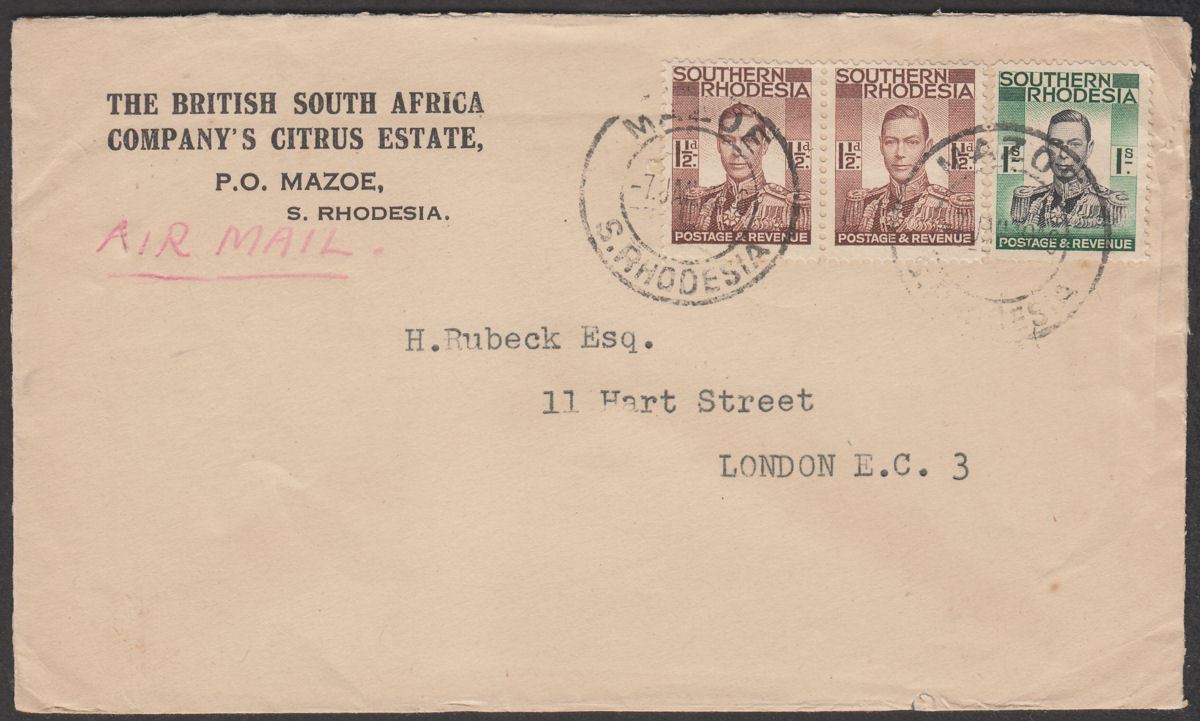 THE BRITISH SOUTH AFRICA
COMPANY'S CITRUS ESTATE,
P.O. MAZOE,
S. RHODESIA.
AIR MAIL.
SOUTHERN
RHODESIA
1½d. 1½d.
POSTAGE & REVENUE
SOUTHERN
RHODESIA
1½d. 1½d.
POSTAGE & REVENUE
SOUTHERN
RHODESIA
1s. 1s.
POSTAGE & REVENUE
MAZOE
S. RHODESIA
MAZOE
H.Rubeck Esq.
11 Hart Street
LONDON E.C. 3